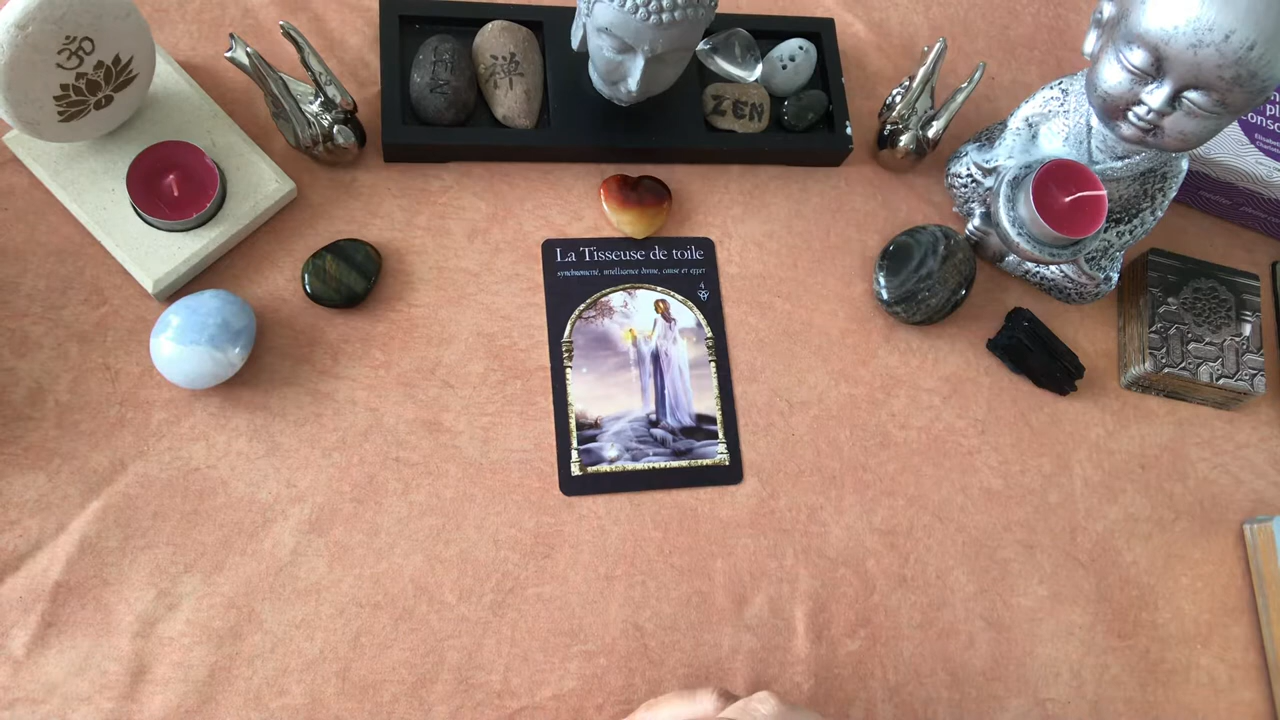 ॐ
禅
ZEN
La Tisseuse de toile
synchronicité, intelligence divine, cause et effet
4